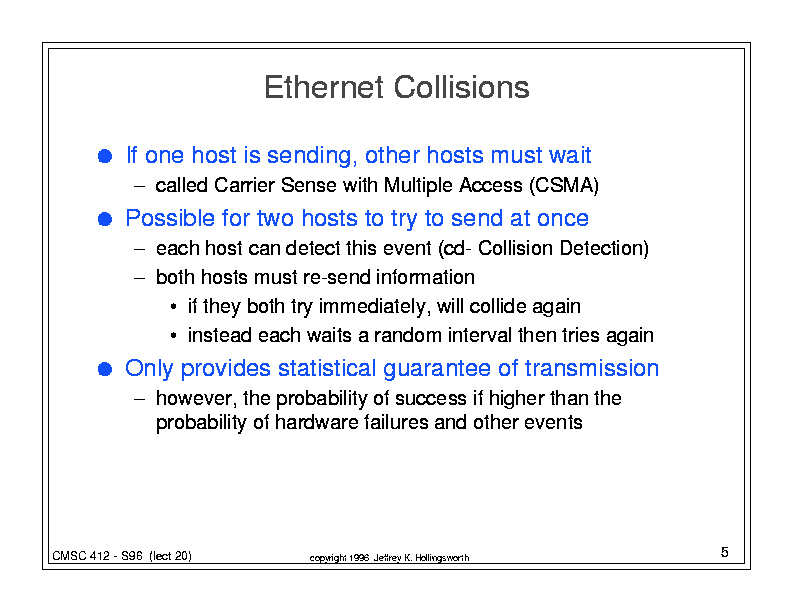 Ethernet Collisions
● If one host is sending, other hosts must wait
– called Carrier Sense with Multiple Access (CSMA)
● Possible for two hosts to try to send at once
– each host can detect this event (cd- Collision Detection)
– both hosts must re-send information
• if they both try immediately, will collide again
• instead each waits a random interval then tries again
● Only provides statistical guarantee of transmission
– however, the probability of success if higher than the
probability of hardware failures and other events
CMSC 412 - S96 (lect 20)
copyright 1996 Jeffrey K. Hollingsworth
5